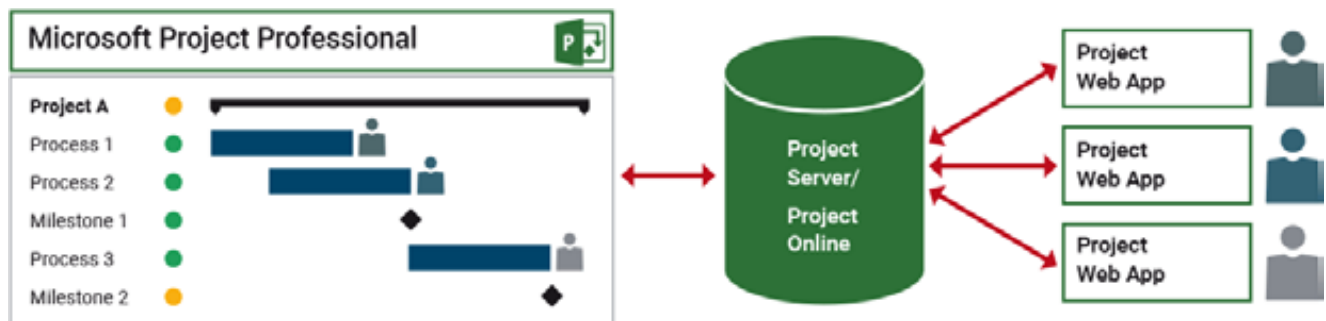 Microsoft Project Professional
P
Project A
Process 1
Process 2
Milestone 1
Process 3
Milestone 2
Project
Server/
Project
Online
Project
Web App
Project
Web App
Project
Web App